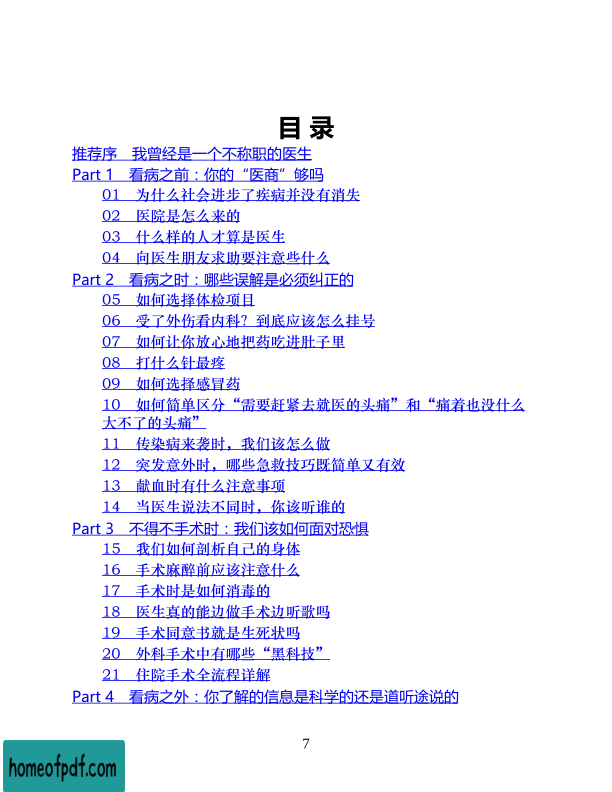 目 录
推荐序　我曾经是一个不称职的医生
Part 1　看病之前：你的“医商”够吗
01　为什么社会进步了疾病并没有消失
02　医院是怎么来的
03　什么样的人才算是医生
04　向医生朋友求助要注意些什么
Part 2　看病之时：哪些误解是必须纠正的
05　如何选择体检项目
06　受了外伤看内科？到底应该怎么挂号
07　如何让你放心地把药吃进肚子里
08　打什么针最疼
09　如何选择感冒药
10　如何简单区分“需要赶紧去就医的头痛”和“痛着也没什么
大不了的头痛”
11　传染病来袭时，我们该怎么做
12　突发意外时，哪些急救技巧既简单又有效
13　献血时有什么注意事项
14　当医生说法不同时，你该听谁的
Part 3　不得不手术时：我们该如何面对恐惧
15　我们如何剖析自己的身体
16　手术麻醉前应该注意什么
17　手术时是如何消毒的
18　医生真的能边做手术边听歌吗
19　手术同意书就是生死状吗
20　外科手术中有哪些“黑科技”
21　住院手术全流程详解
Part 4　看病之外：你了解的信息是科学的还是道听途说的
7
homeofpdf.com